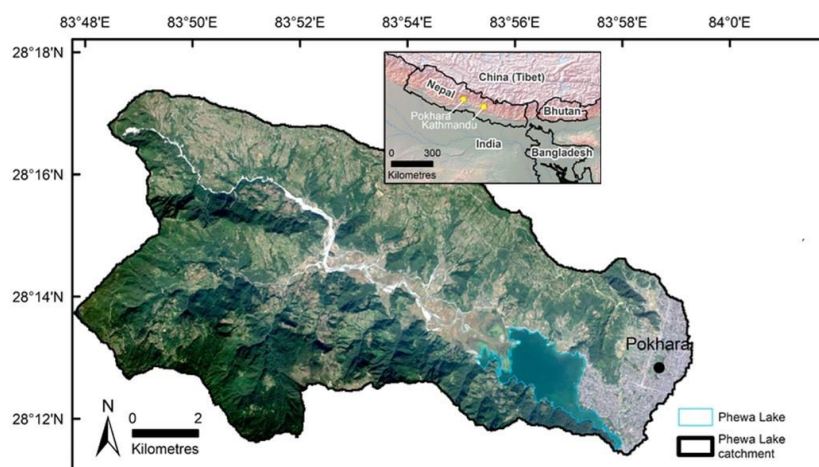 83°48'E 83°50'E 83°52'E 83°54'E 83°56'E 83°58'E 84°0'E
28°18'N
28°16'N
28°14'N
28°12'N
China (Tibet)
Nepal
Pokhara
Kathmandu
Bhutan
India
Bangladesh
0 300
Kilometres
Pokhara
N
0 2
Kilometres
Phewa Lake
Phewa Lake
catchment